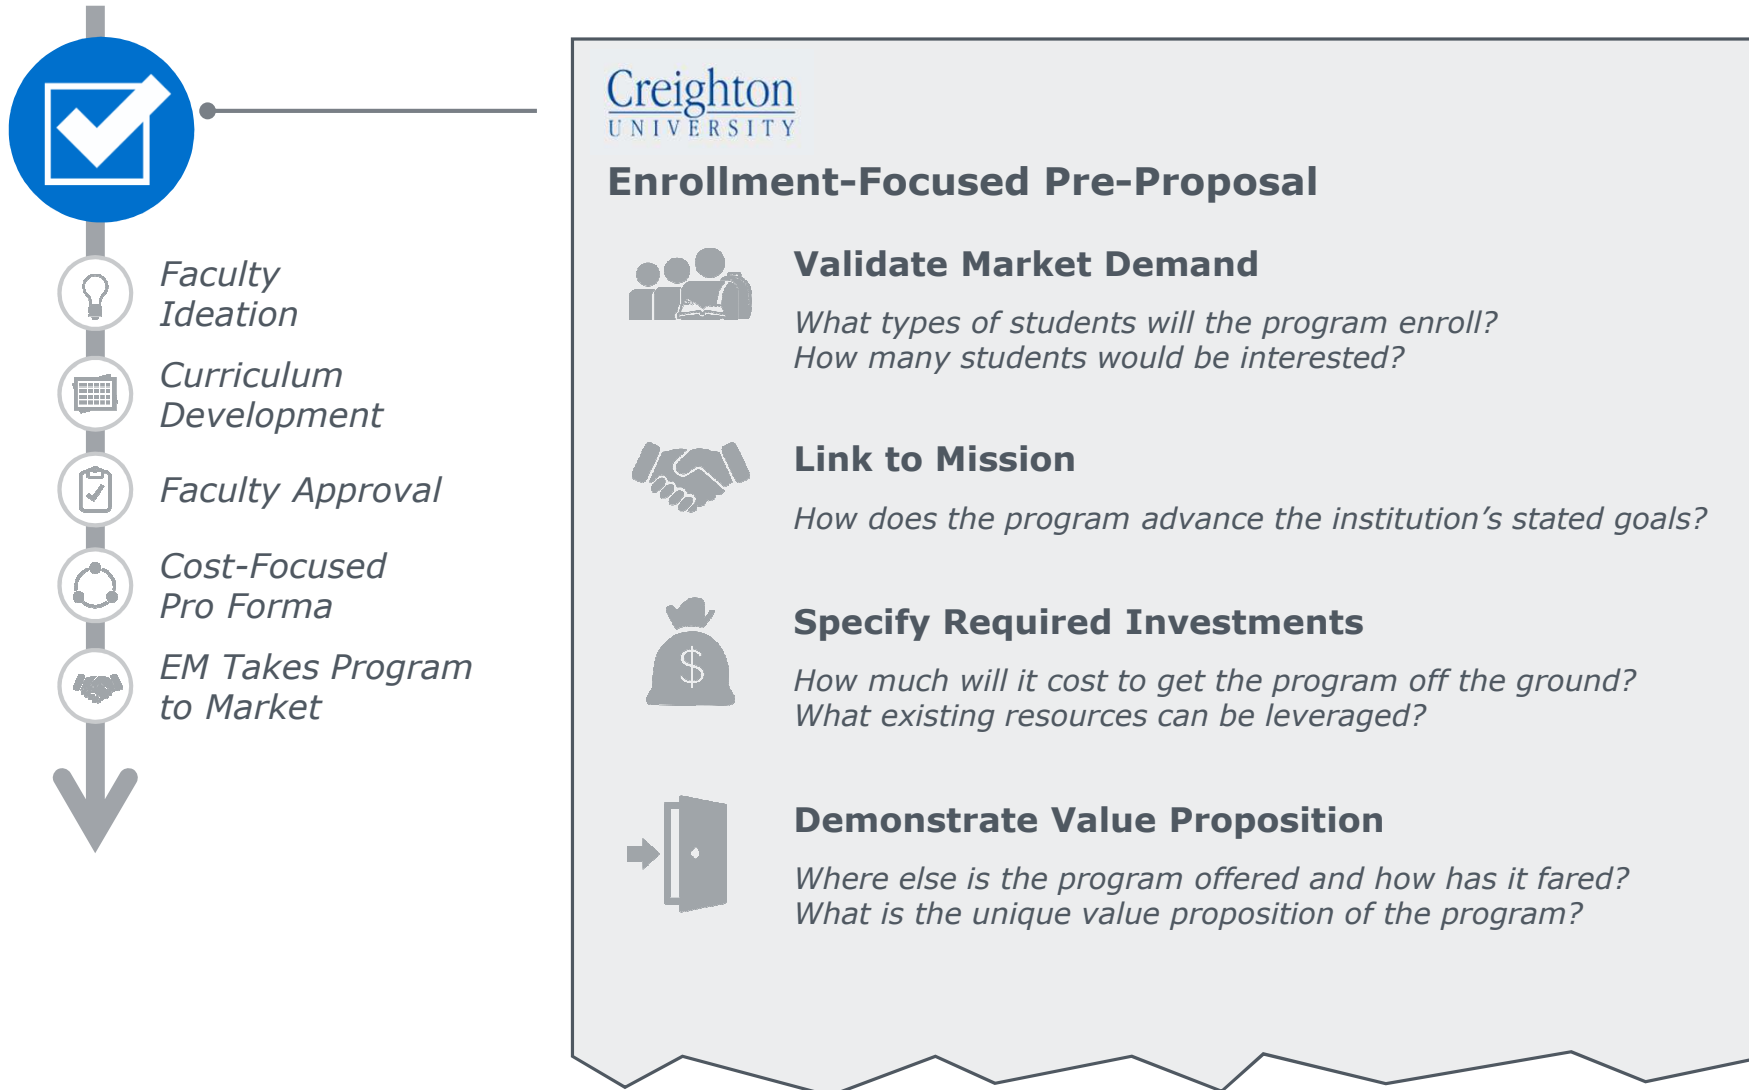 Faculty
Ideation
Curriculum
Development
Faculty Approval
Cost-Focused
Pro Forma
EM Takes Program
to Market
Creighton
UNIVERSITY
Enrollment-Focused Pre-Proposal
Validate Market Demand
What types of students will the program enroll?
How many students would be interested?
Link to Mission
How does the program advance the institution’s stated goals?
$
Specify Required Investments
How much will it cost to get the program off the ground?
What existing resources can be leveraged?
Demonstrate Value Proposition
Where else is the program offered and how has it fared?
What is the unique value proposition of the program?